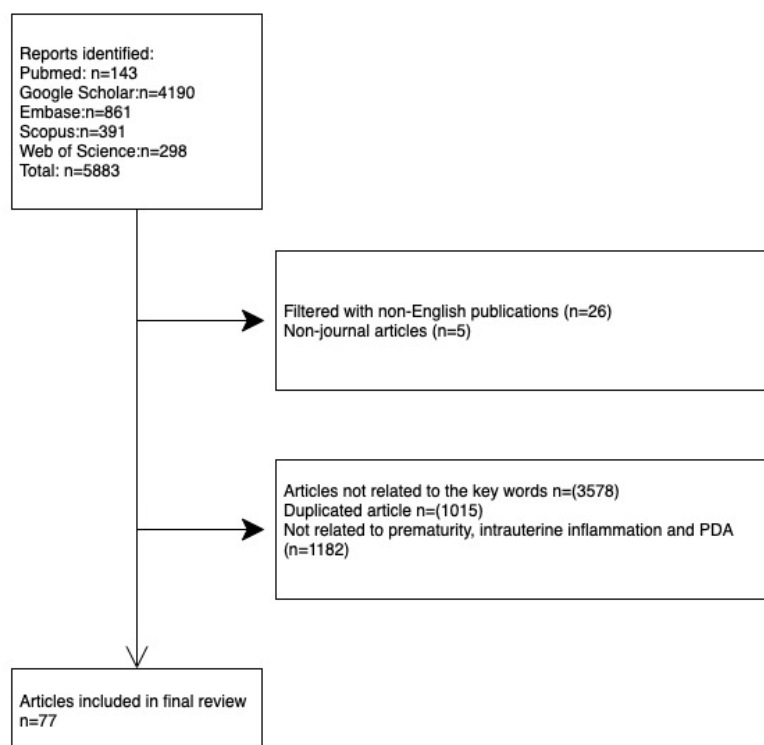 Reports identified:
Pubmed: n=143
Google Scholar:n=4190
Embase:n=861
Scopus:n=391
Web of Science:n=298
Total: n=5883
Filtered with non-English publications (n=26)
Non-journal articles (n=5)
Articles not related to the key words n=(3578)
Duplicated article n=(1015)
Not related to prematurity, intrauterine inflammation and PDA
(n=1182)
Articles included in final review
n=77